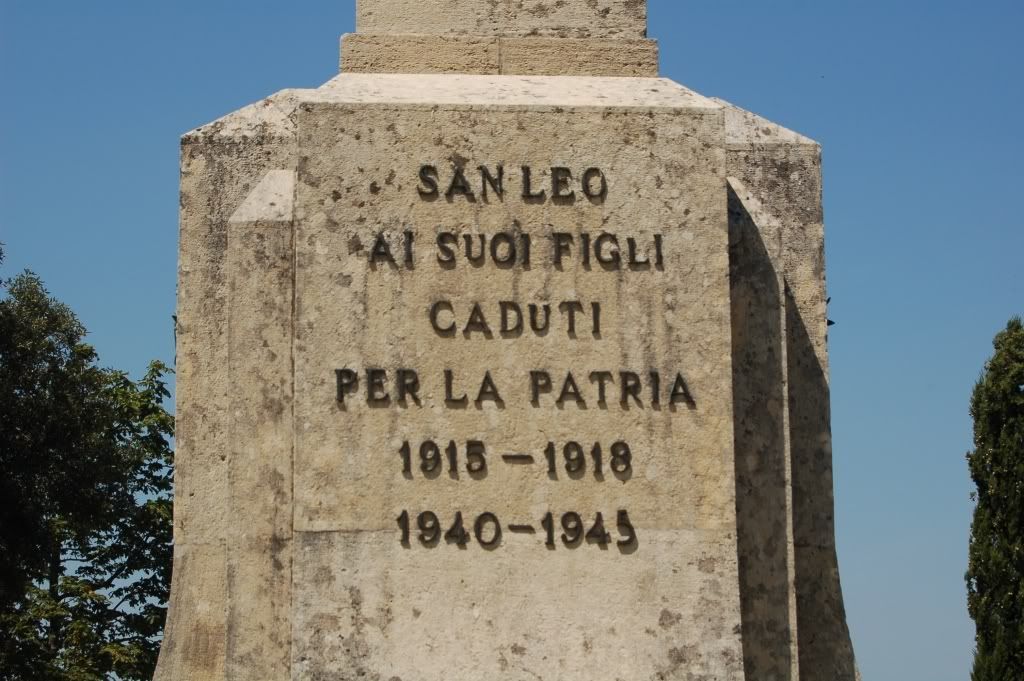 SAN LEO
AI SUOI FIGLI
CADUTI
PER LA PATRIA
1915 – 1918
1940 – 1945